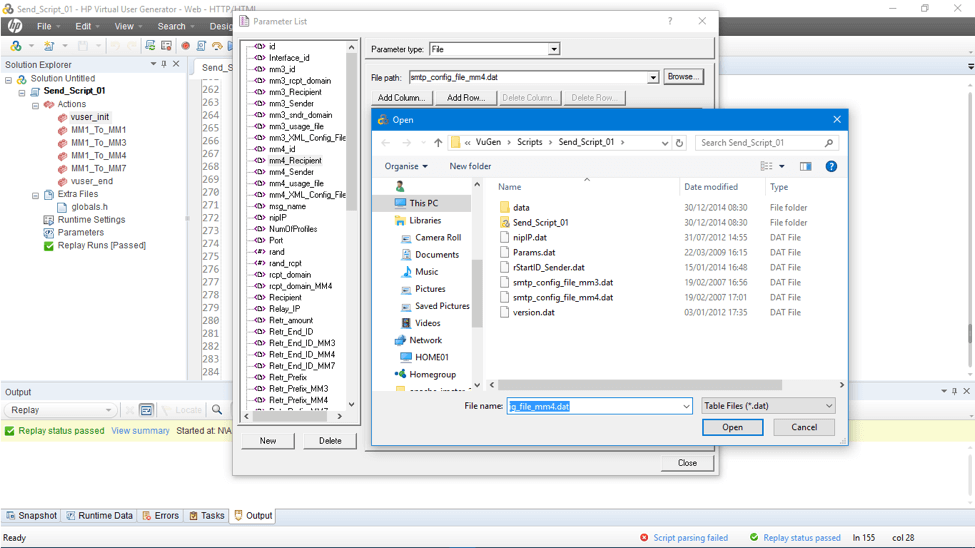 Send_Script_01 - HP Virtual User Generator - Web - HTTP/HTML
File Edit View Search
Solution Explorer
Solution Untitled
Send_Script_01
Actions
vuser_init
MM1_To_MM1
MM1_To_MM3
MM1_To_MM4
MM1_To_MM7
vuser_end
Extra Files
globals.h
Runtime Settings
Parameters
Replay Runs [Passed]
262
263
264
265
266
267
268
269
270
271
272
273
274
275
276
277
278
279
280
281
282
283
284
Parameter List
id
Interface_id
mm3_id
mm3_rcpt_domain
mm3_Recipient
mm3_Sender
mm3_sndr_domain
mm3_usage_file
mm3_XML_Config_File
mm4_id
mm4_Recipient
mm4_Sender
mm4_usage_file
mm4_XML_Config_File
msg_name
nipIP
NumOfProfiles
Port
rand
rand_rcpt
rcpt_domain
rcpt_domain_MM4
Recipient
Relay_IP
Retr_amount
Retr_End_ID
Retr_End_ID_MM3
Retr_End_ID_MM4
Retr_End_ID_MM7
Retr_Prefix
Retr_Prefix_MM3
Retr_Prefix_MM4
New Delete
Parameter type: File
File path: smtp_config_file_mm4.dat Browse...
Add Column... Add Row... Delete Column... Delete Row...
Open
« VuGen > Scripts > Send_Script_01 >
Search Send_Script_01
Organise New folder
This PC
Libraries
Camera Roll
Documents
Music
Pictures
Saved Pictures
Videos
Network
HOME01
Homegroup
Name Date modified Type
data 30/12/2014 08:30 File folder
Send_Script_01 30/12/2014 08:30 File folder
nipIP.dat 31/07/2012 14:55 DAT File
Params.dat 22/03/2009 16:15 DAT File
rStartID_Sender.dat 15/01/2014 16:48 DAT File
smtp_config_file_mm3.dat 19/02/2007 16:56 DAT File
smtp_config_file_mm4.dat 19/02/2007 17:01 DAT File
version.dat 03/01/2012 17:35 DAT File
File name: ig_file_mm4.dat Table Files (*.dat)
Open Cancel
Close
Output
Replay Locate
Replay status passed View summary Started at: N\A
Snapshot Runtime Data Errors Tasks Output
Ready Script parsing failed Replay status passed ln 155 col 28